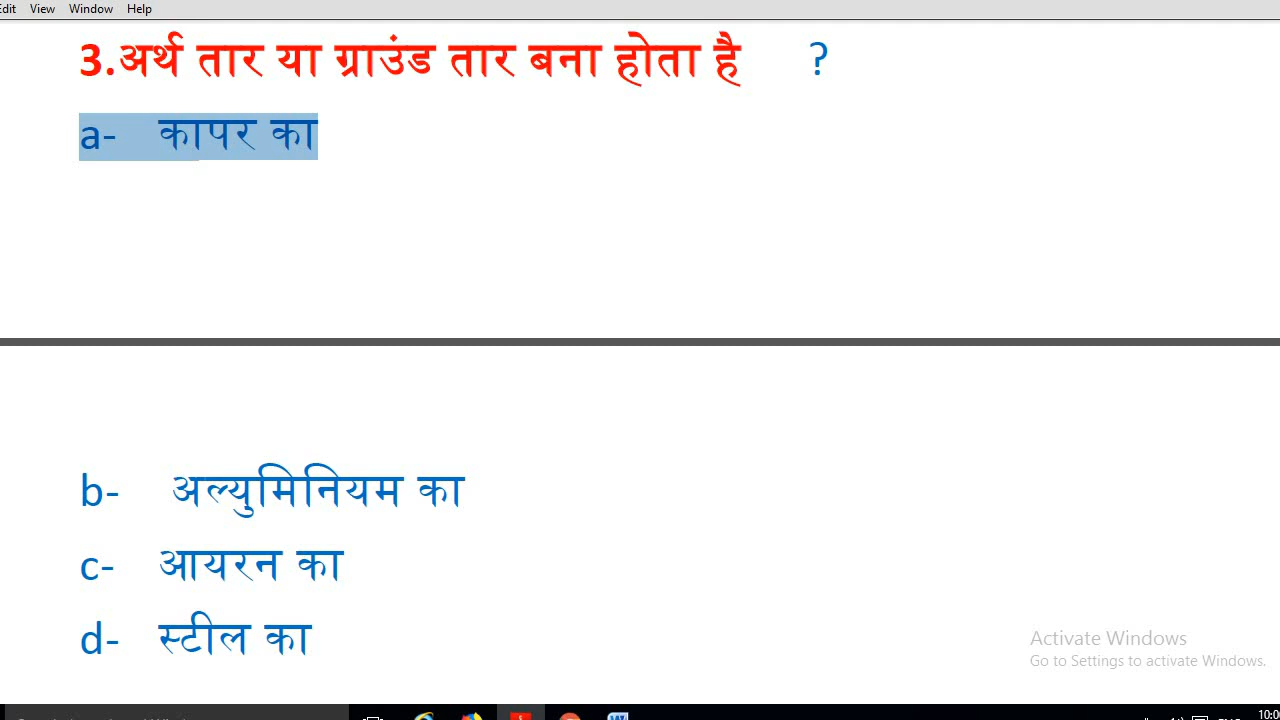 Edit View Window Help
3.अर्थ तार या ग्राउंड तार बना होता है ?
a- कापर का
b- अल्युमिनियम का
c- आयरन का
d- स्टील का
Activate Windows
Go to Settings to activate Windows.